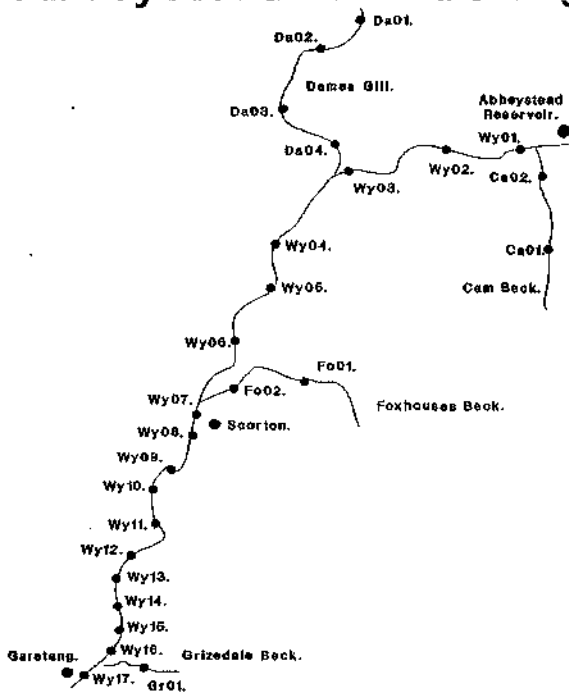 Da01.
Da02.
Dames Gill.
Da03.
Abbeystead
Reservoir.
Da04.
Wy01.
Wy02.
Wy03.
Ca02.
Wy04.
Ca01.
Wy05.
Cam Beck.
Wy06.
Fo01.
Fo02.
Wy07.
Foxhouses Beck.
Scorton.
Wy08.
Wy09.
Wy10.
Wy11.
Wy12.
Wy13.
Wy14.
Wy15.
Wy16.
Garstang.
Grizedale Beck.
Wy17.
Gr01.